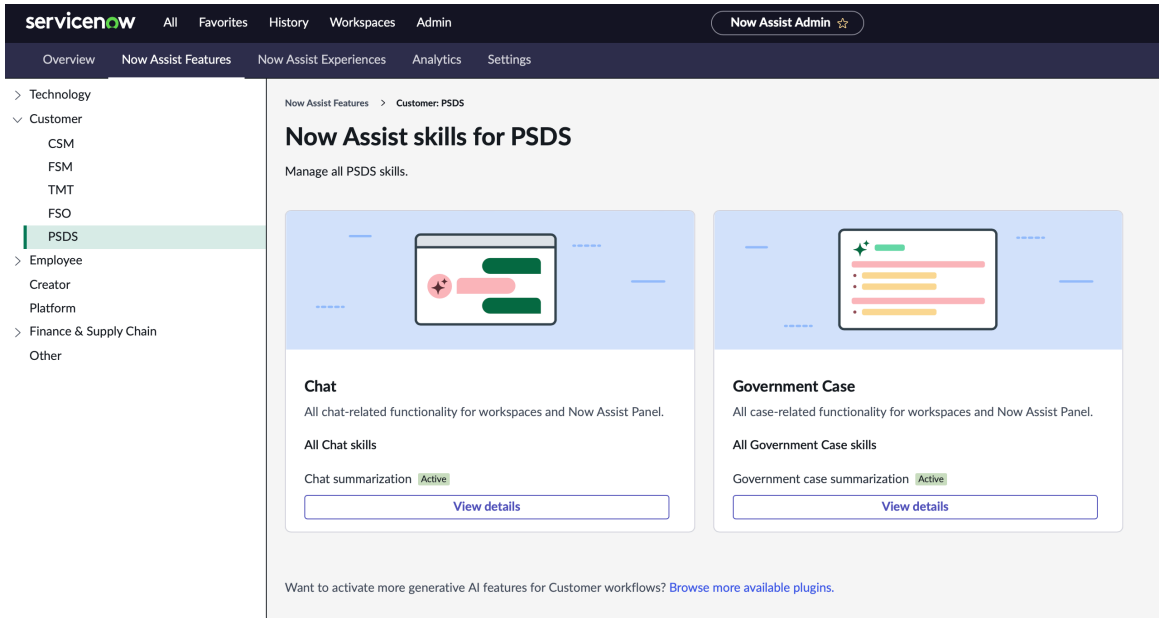 servicenow All Favorites History Workspaces Admin Now Assist Admin
Overview Now Assist Features Now Assist Experiences Analytics Settings
Technology
Customer
CSM
FSM
TMT
FSO
PSDS
Employee
Creator
Platform
Finance & Supply Chain
Other
Now Assist Features > Customer: PSDS
Now Assist skills for PSDS
Manage all PSDS skills.
Chat
All chat-related functionality for workspaces and Now Assist Panel.
All Chat skills
Chat summarization Active
View details
Government Case
All case-related functionality for workspaces and Now Assist Panel.
All Government Case skills
Government case summarization Active
View details
Want to activate more generative AI features for Customer workflows? Browse more available plugins.